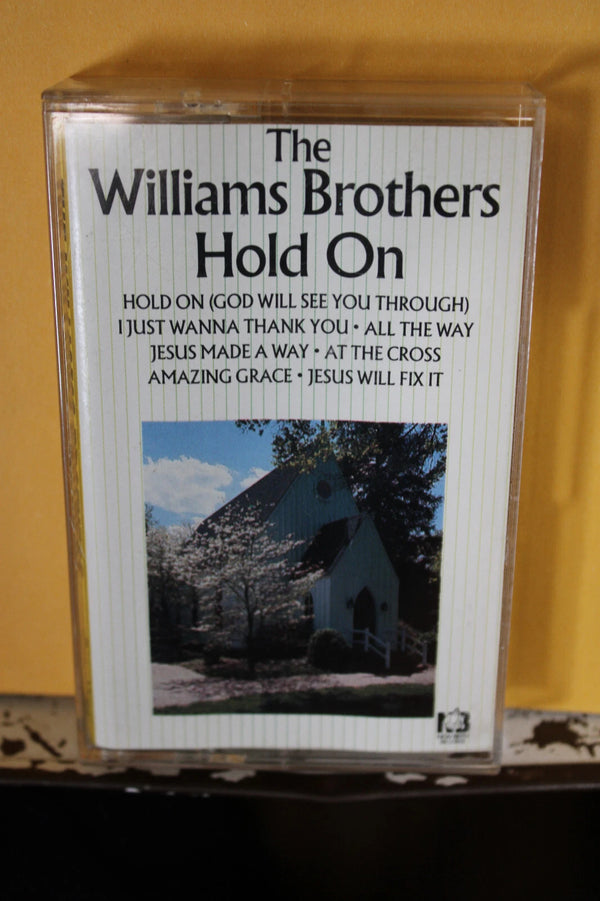 The
Williams Brothers
Hold On
HOLD ON (GOD WILL SEE YOU THROUGH)
I JUST WANNA THANK YOU • ALL THE WAY
JESUS MADE A WAY • AT THE CROSS
AMAZING GRACE • JESUS WILL FIX IT